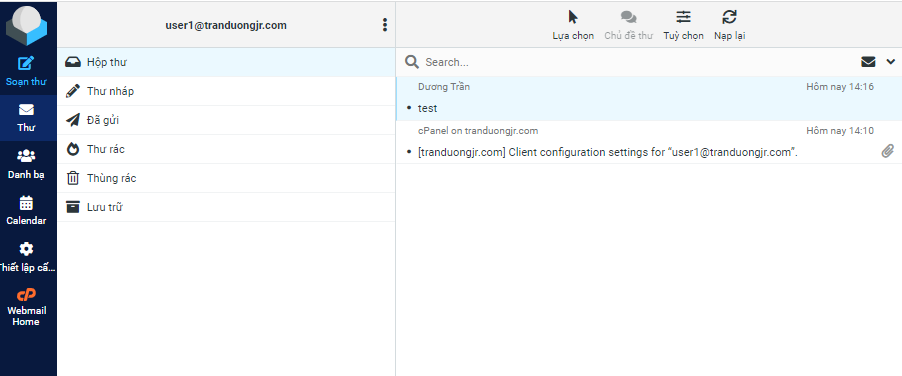 user1@tranduongjr.com
Soạn thư
Thư
Danh bạ
Calendar
Thiết lập cấ...
Webmail
Home
Hộp thư
Thư nháp
Đã gửi
Thư rác
Thùng rác
Lưu trữ
Lựa chọn
Chủ đề thư
Tuỳ chọn
Nạp lại
Search...
Dương Trần
Hôm nay 14:16
test
cPanel on tranduongjr.com
Hôm nay 14:10
[tranduongjr.com] Client configuration settings for “user1@tranduongjr.com”.